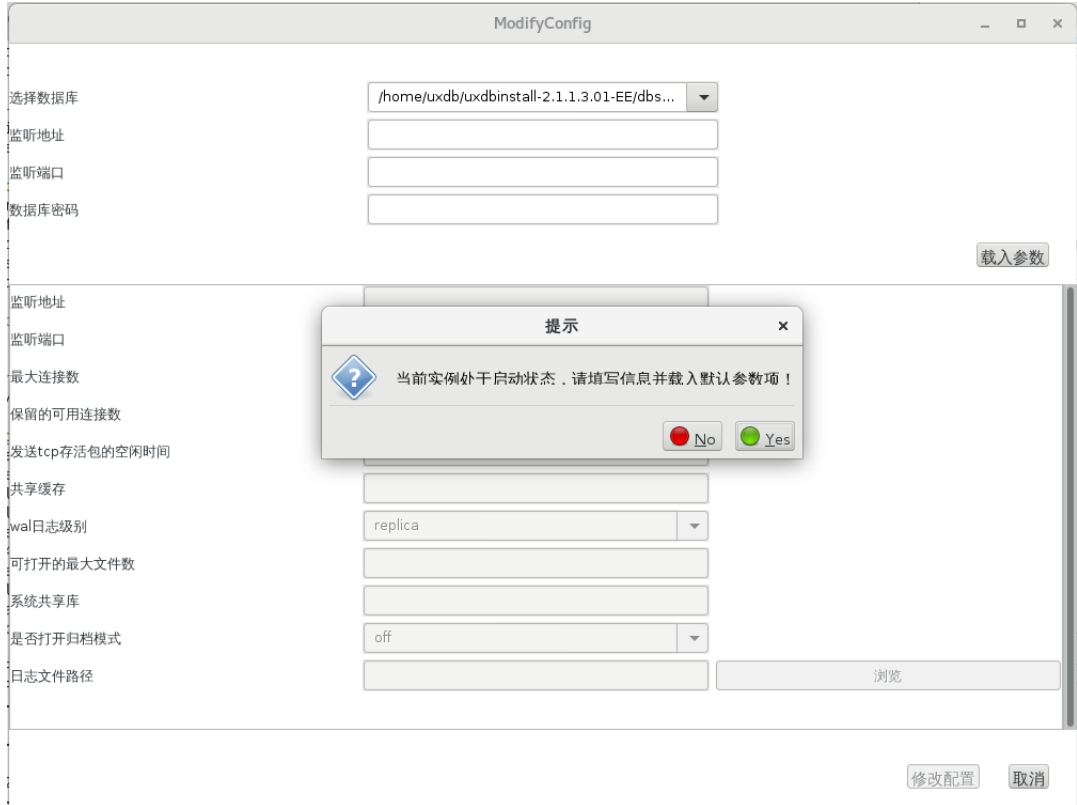 ModifyConfig
选择数据库
/home/uxdb/uxdbinstall-2.1.1.3.01-EE/dbs...
监听地址
监听端口
数据库密码
载入参数
监听地址
监听端口
提示
最大连接数
当前实例处于启动状态，请填写信息并载入默认参数项！
保留的可用连接数
No Yes
发送tcp存活包的空闲时间
共享缓存
wal日志级别
replica
可打开的最大文件数
系统共享库
是否打开归档模式
off
日志文件路径
浏览
修改配置 取消